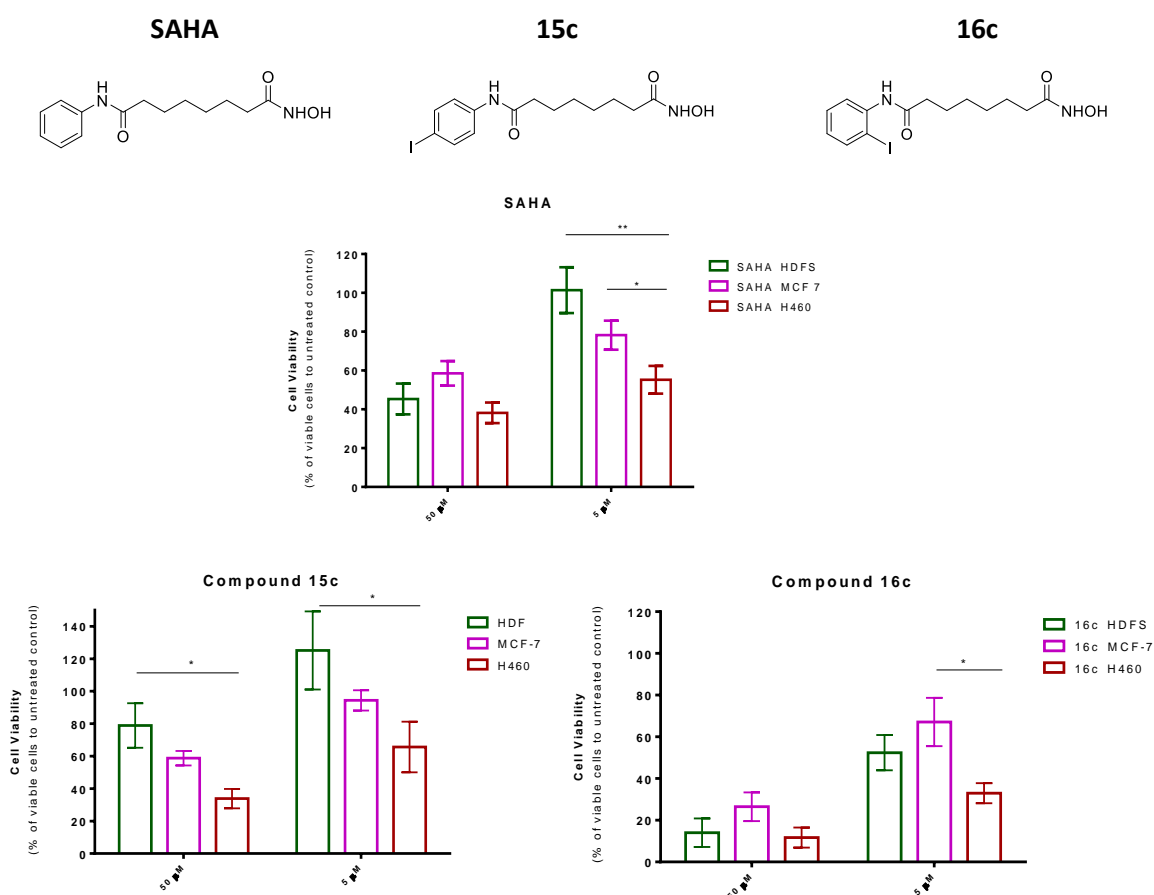 SAHA 15c 16c
H
N
O
O
NHOH
H
N
O
O
NHOH
I
H
N
O
O
NHOH
I
SAHA
**
*
Cell Viability
(% of viable cells to untreated control)
120
100
80
60
40
20
0
50 µM
5 µM
SAHA HDFS
SAHA MCF7
SAHA H460
Compound 15c
*
*
Cell Viability
(% of viable cells to untreated control)
140
120
100
80
60
40
20
0
50 µM
5 µM
HDF
MCF-7
H460
Compound 16c
*
Cell Viability
(% of viable cells to untreated control)
120
100
80
60
40
20
0
5 µM
16c HDFS
16c MCF-7
16c H460